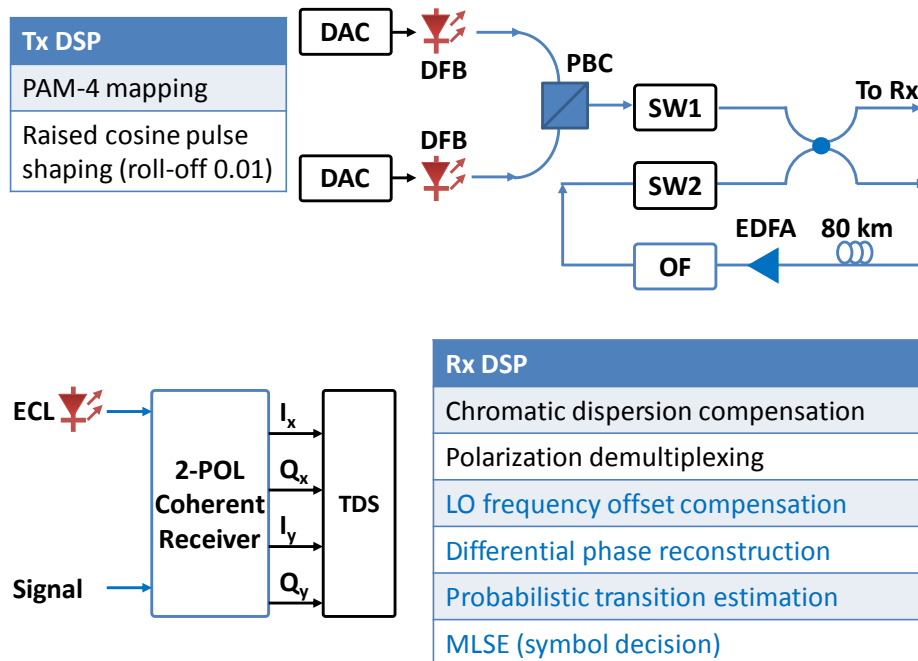 Tx DSP
PAM-4 mapping
Raised cosine pulse
shaping (roll-off 0.01)
DAC
DFB
PBC
DFB
DAC
SW1
To Rx
SW2
EDFA
80 km
OF
ECL
2-POL
Coherent
Receiver
Signal
Ix
Qx
Iy
Qy
TDS
Rx DSP
Chromatic dispersion compensation
Polarization demultiplexing
LO frequency offset compensation
Differential phase reconstruction
Probabilistic transition estimation
MLSE (symbol decision)